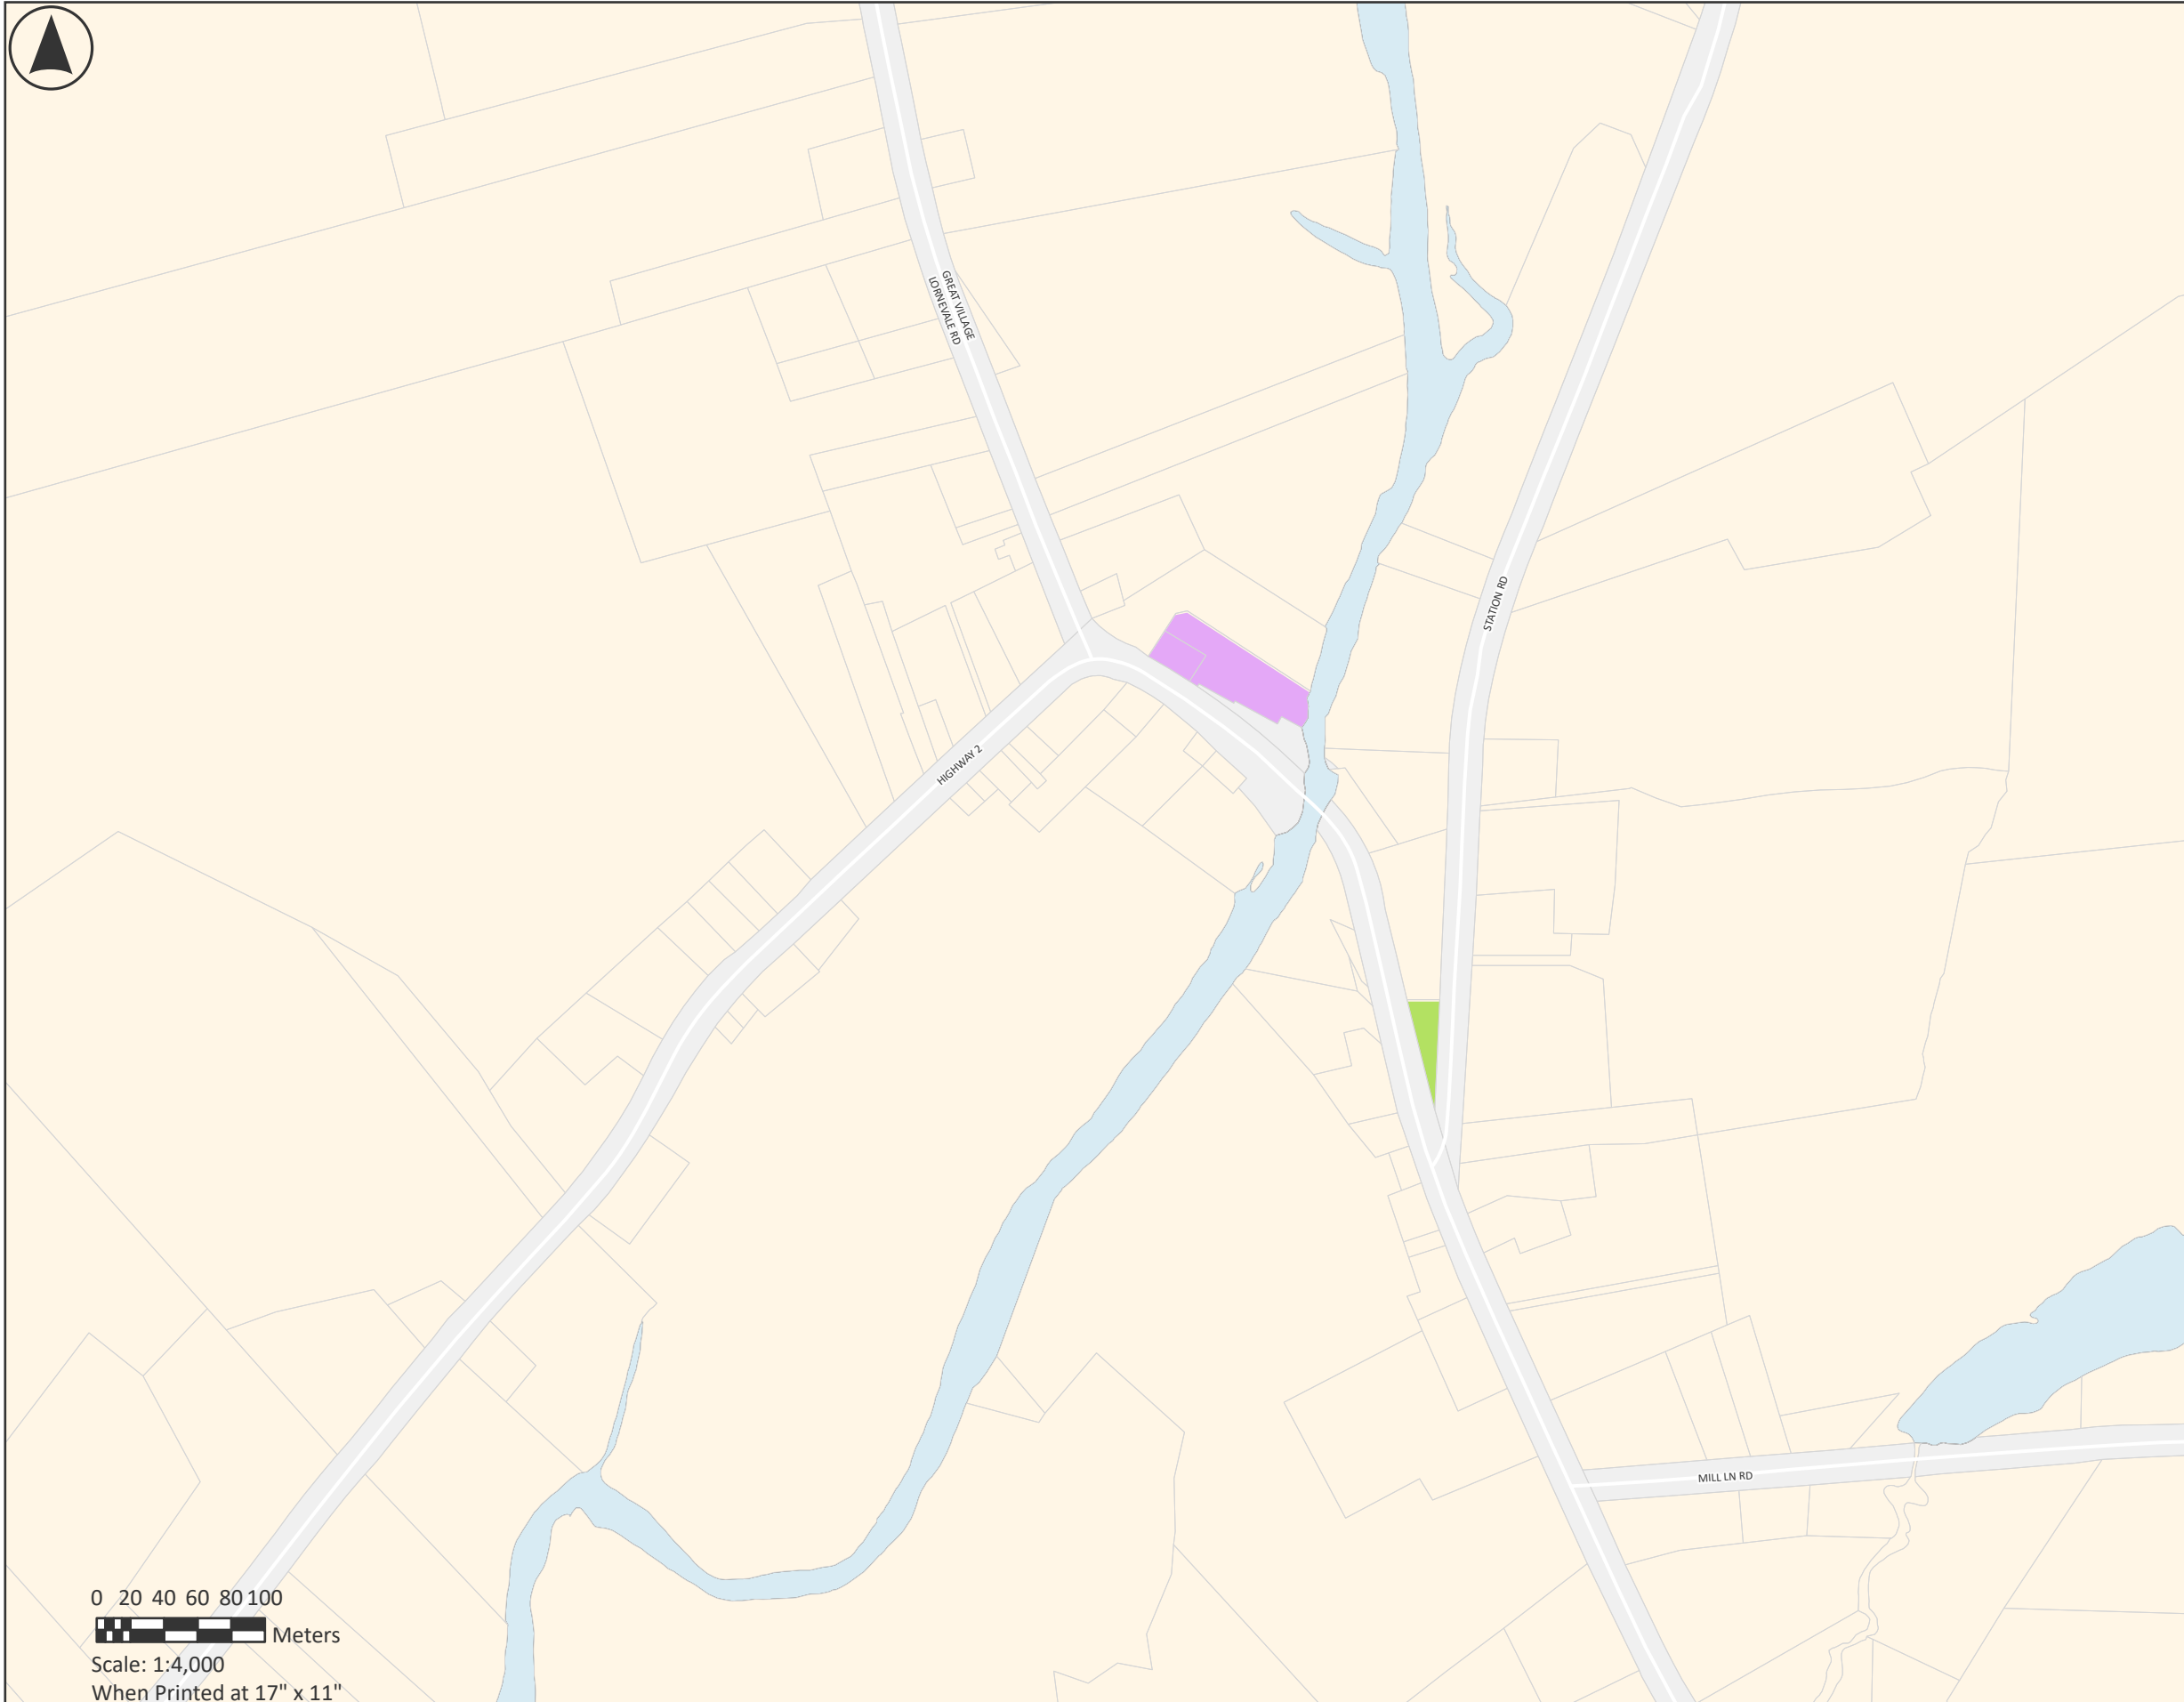 GREAT VILLAGE
LORNEVALE RD
STATION RD
HIGHWAY 2
MILL LN RD
0 20 40 60 80 100
Meters
Scale: 1:4,000
When Printed at 17" x 11"